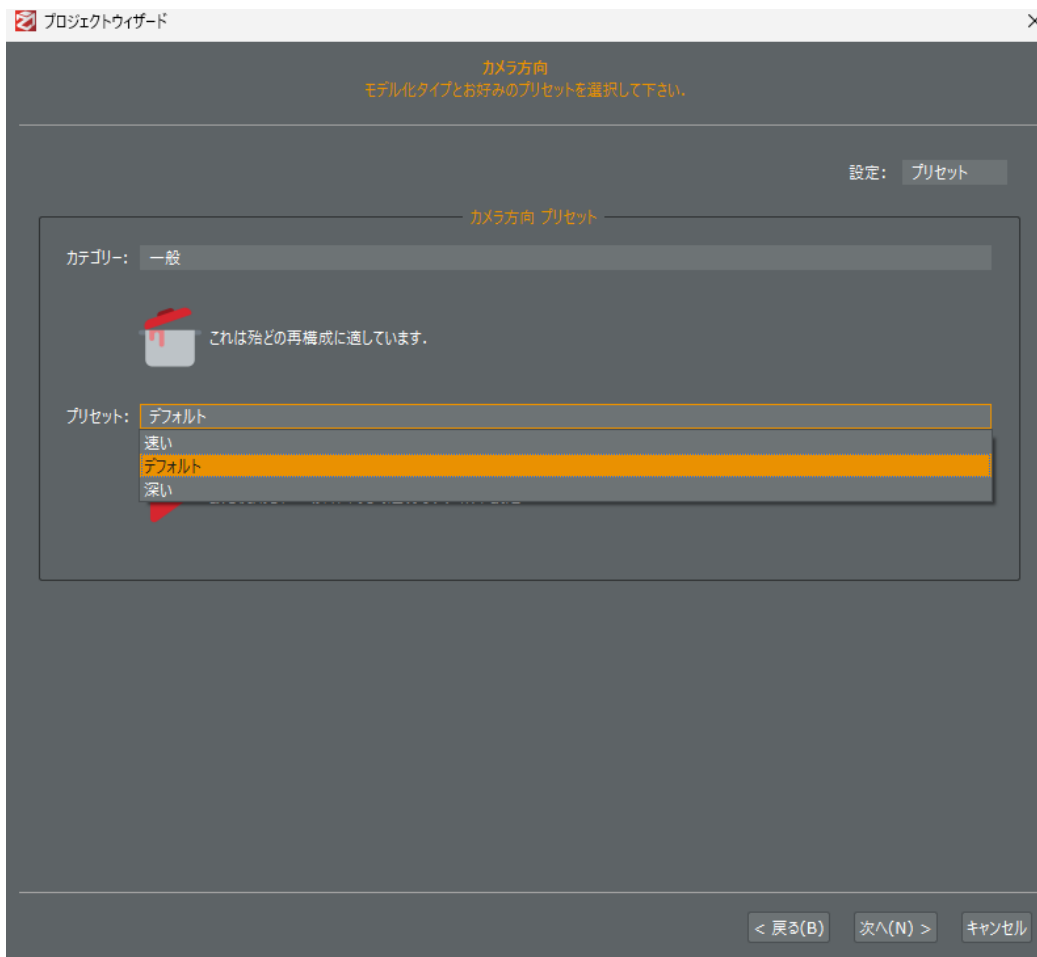 プロジェクトウィザード
カメラ方向
モデル化タイプとお好みのプリセットを選択して下さい.
設定: プリセット
カメラ方向 プリセット
カテゴリー: 一般
これは殆どの再構成に適しています.
プリセット: デフォルト
速い
デフォルト
深い
< 戻る(B) 次へ(N) > キャンセル